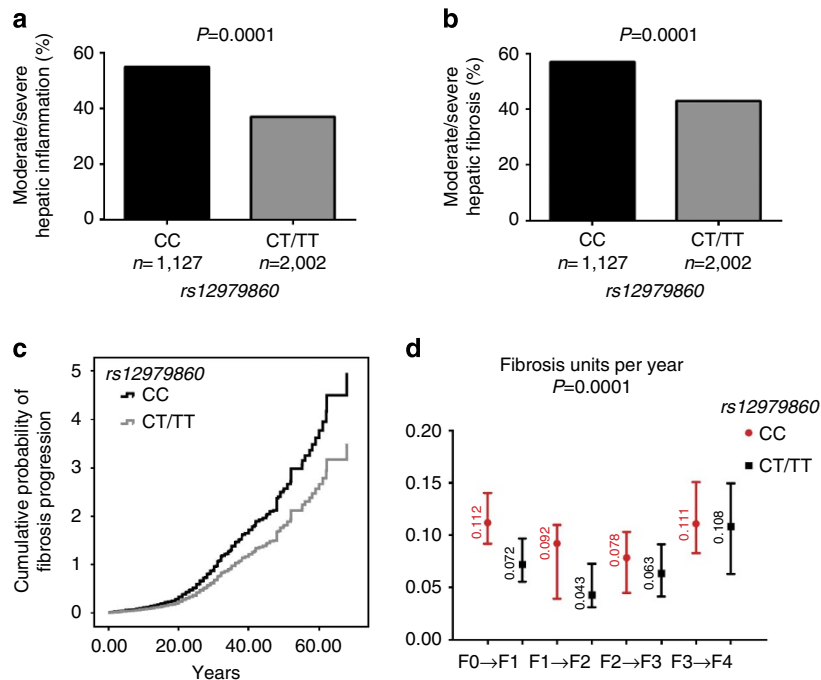 a
P=0.0001
Moderate/severe
hepatic inflammation (%)
60
40
20
0
CC
CT/TT
n=1,127
n=2,002
rs12979860
b
P=0.0001
Moderate/severe
hepatic fibrosis (%)
60
40
20
0
CC
CT/TT
n=1,127
n=2,002
rs12979860
c
Cumulative probability of
fibrosis progression
rs12979860
CC
CT/TT
5
4
3
2
1
0
0.00
20.00
40.00
60.00
Years
d
Fibrosis units per year
P=0.0001
rs12979860
CC
CT/TT
0.20
0.15
0.10
0.05
0.00
0.112
0.072
0.092
0.043
0.078
0.063
0.111
0.108
F0→F1
F1→F2
F2→F3
F3→F4